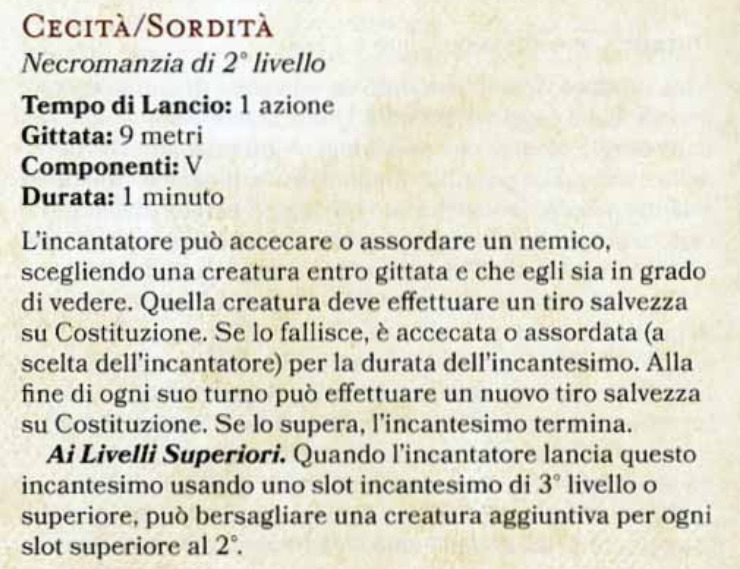 CECITÀ/SORDITÀ
Necromanzia di 2° livello
Tempo di Lancio: 1 azione
Gittata: 9 metri
Componenti: V
Durata: 1 minuto
L'incantatore può accecare o assordare un nemico,
scegliendo una creatura entro gittata e che egli sia in grado
di vedere. Quella creatura deve effettuare un tiro salvezza
su Costituzione. Se lo fallisce, è accecata o assordata (a
scelta dell'incantatore) per la durata dell'incantesimo. Alla
fine di ogni suo turno può effettuare un nuovo tiro salvezza
su Costituzione. Se lo supera, l'incantesimo termina.
Ai Livelli Superiori. Quando l'incantatore lancia questo
incantesimo usando uno slot incantesimo di 3° livello o
superiore, può bersagliare una creatura aggiuntiva per ogni
slot superiore al 2°.